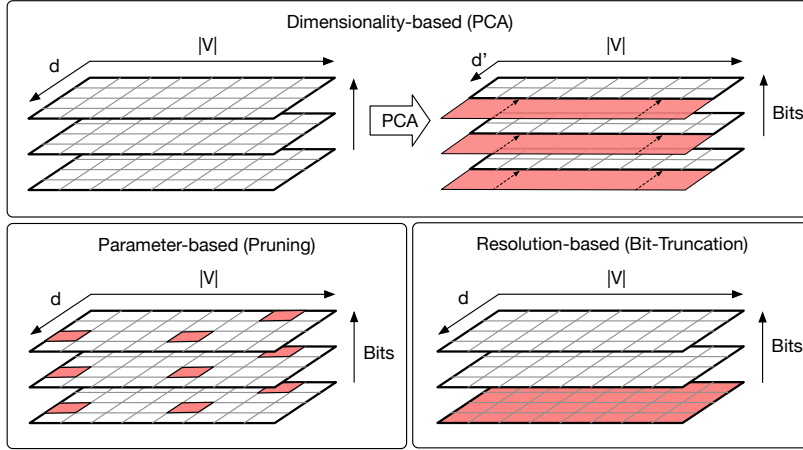 Dimensionality-based (PCA)
d
|V|
PCA
d'
|V|
Bits
Parameter-based (Pruning)
d
|V|
Bits
Resolution-based (Bit-Truncation)
d
|V|
Bits